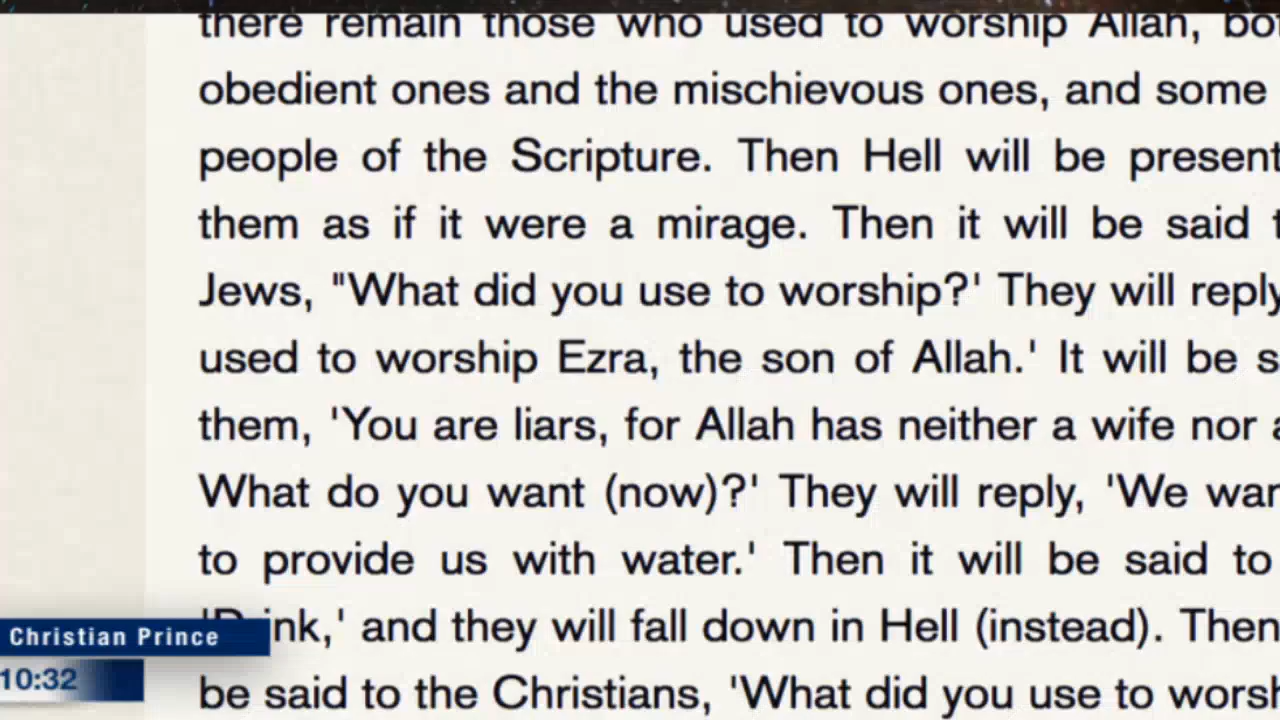 there remain those who used to worship Allah,
obedient ones and the mischievous ones, and some
people of the Scripture. Then Hell will be present
them as if it were a mirage. Then it will be said
Jews, "What did you use to worship?' They will reply
used to worship Ezra, the son of Allah.' It will be s
them, 'You are liars, for Allah has neither a wife nor a
What do you want (now)?' They will reply, 'We wan
to provide us with water.' Then it will be said to
ink,' and they will fall down in Hell (instead). Then
Christian Prince
10:32
be said to the Christians, 'What did you use to worsh